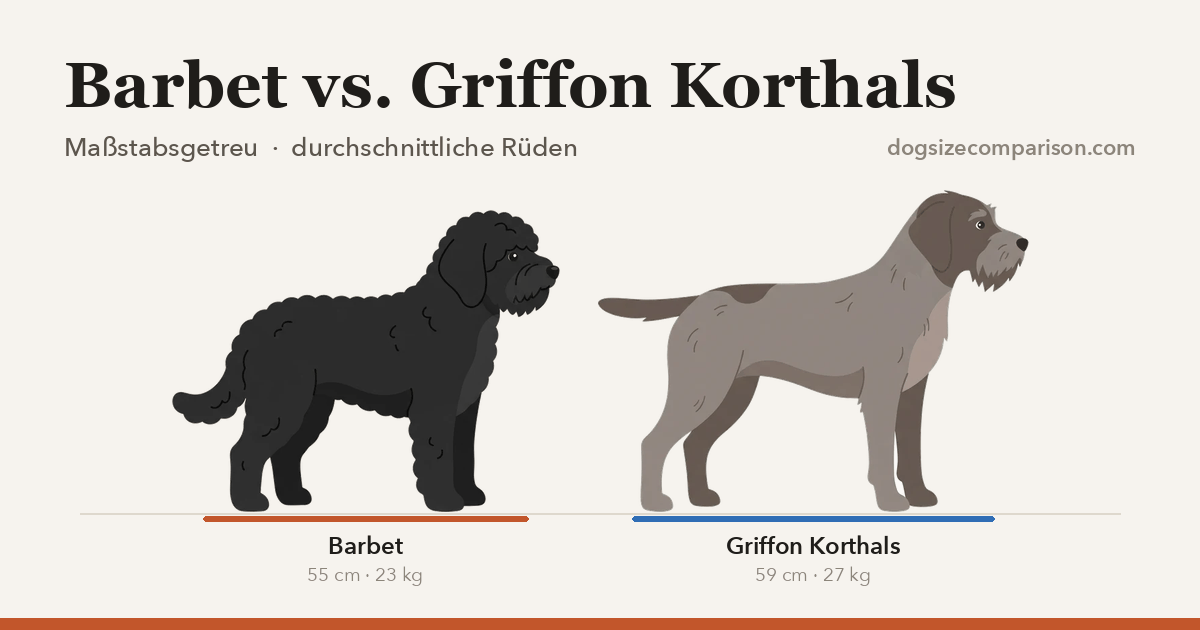 Barbet vs. Griffon Korthals
Maßstabsgetreu · durchschnittliche Rüden
dogsizecomparison.com
Barbet
55 cm · 23 kg
Griffon Korthals
59 cm · 27 kg